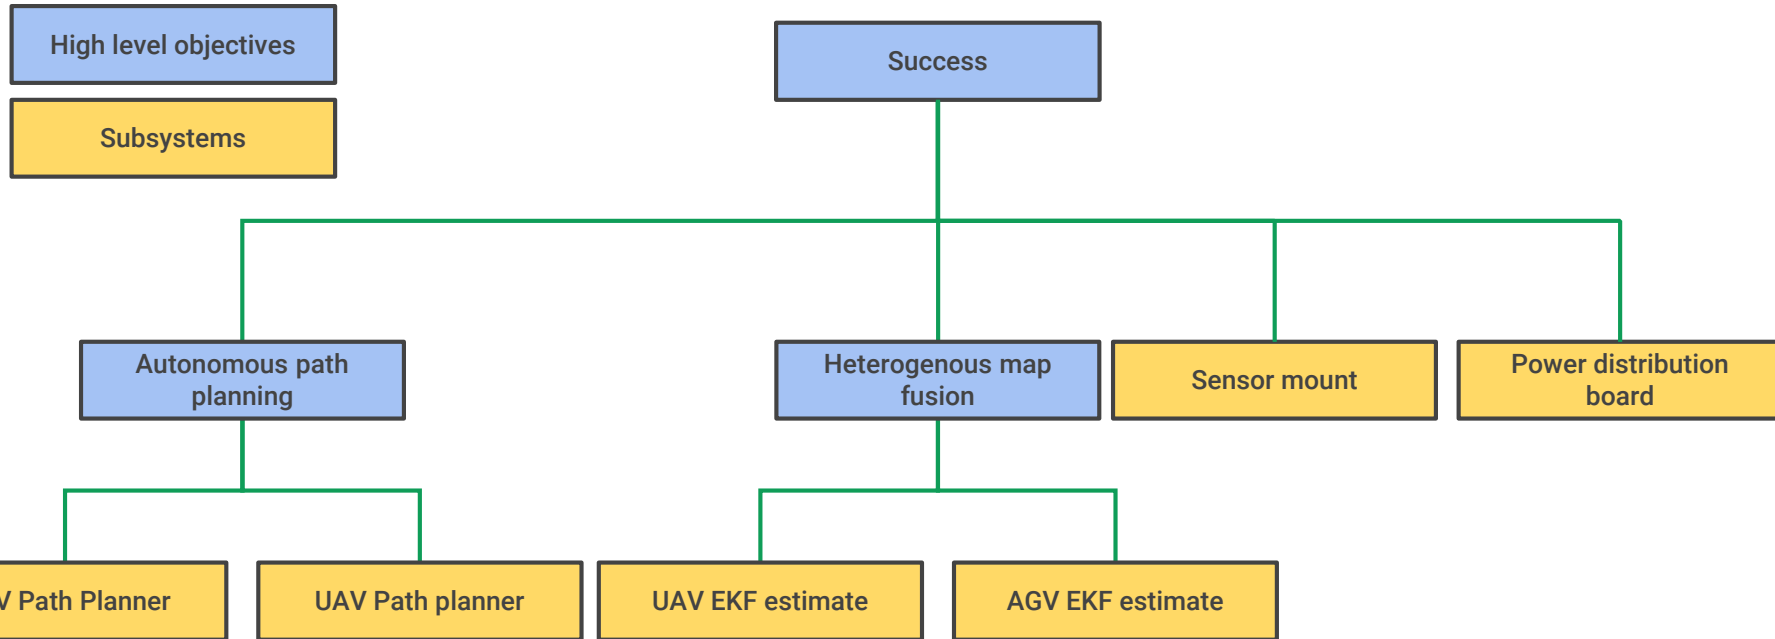 High level objectives
Success
Subsystems
Autonomous path
planning
Heterogenous map
fusion
Sensor mount
Power distribution
board
Path Planner
UAV Path planner
UAV EKF estimate
AGV EKF estimate